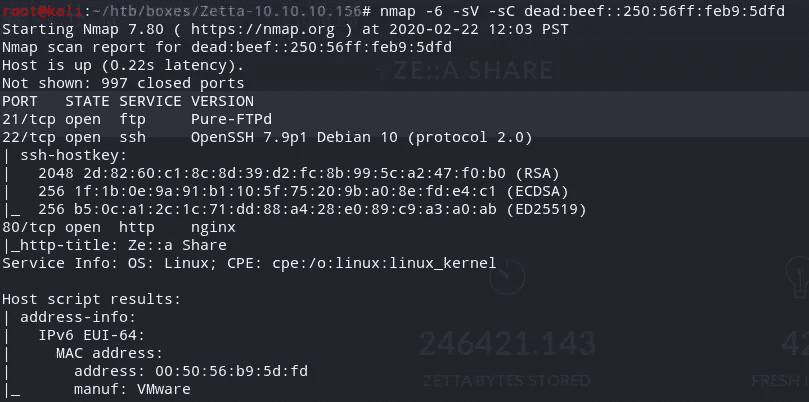 root@kali:~/htb/boxes/Zetta-10.10.10.156# nmap -6 -sV -sC dead:beef::250:56ff:feb9:5dfd
Starting Nmap 7.80 ( https://nmap.org ) at 2020-02-22 12:03 PST
Nmap scan report for dead:beef::250:56ff:feb9:5dfd
Host is up (0.22s latency).
ZE::A SHARE
Not shown: 997 closed ports
PORT   STATE SERVICE VERSION
21/tcp open  ftp     Pure-FTPd
22/tcp open  ssh     OpenSSH 7.9p1 Debian 10 (protocol 2.0)
| ssh-hostkey:
|   2048 2d:82:60:c1:8c:8d:39:d2:fc:8b:99:5c:a2:47:f0:b0 (RSA)
|   256 1f:1b:0e:9a:91:b1:10:5f:75:20:9b:a0:8e:fd:e4:c1 (ECDSA)
|_  256 b5:0c:a1:2c:1c:71:dd:88:a4:28:e0:89:c9:a3:a0:ab (ED25519)
80/tcp open  http    nginx
|_http-title: Ze::a Share
Service Info: OS: Linux; CPE: cpe:/o:linux:linux_kernel
Host script results:
| address-info:
|   IPv6 EUI-64:
|     MAC address:
|       address: 00:50:56:b9:5d:fd
|_      manuf: VMware
246421.143
42
ZETTA BYTES STORED
FRESH